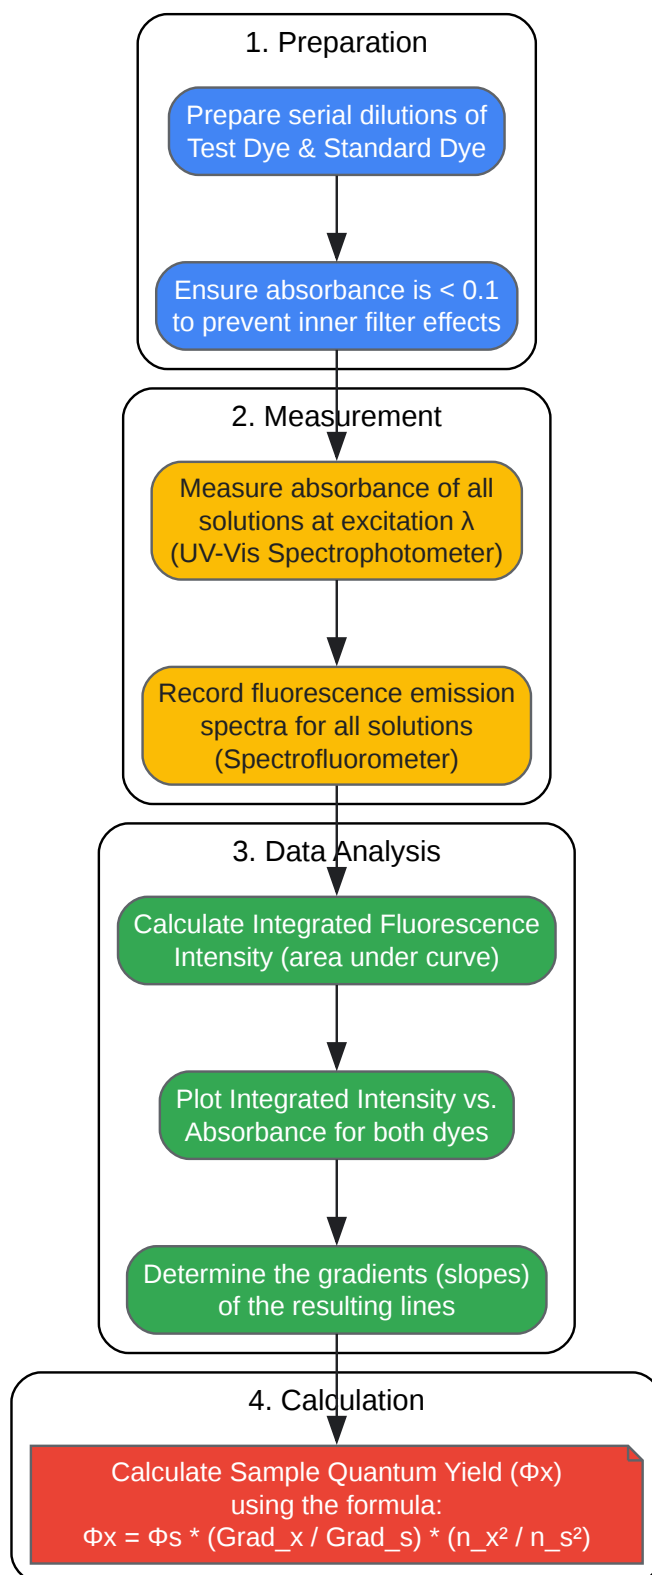 1. Preparation
Prepare serial dilutions of
Test Dye & Standard Dye
Ensure absorbance is < 0.1
to prevent inner filter effects
2. Measurement
Measure absorbance of all
solutions at excitation λ
(UV-Vis Spectrophotometer)
Record fluorescence emission
spectra for all solutions
(Spectrofluorometer)
3. Data Analysis
Calculate Integrated Fluorescence
Intensity (area under curve)
Plot Integrated Intensity vs.
Absorbance for both dyes
Determine the gradients (slopes)
of the resulting lines
4. Calculation
Calculate Sample Quantum Yield (Φx)
using the formula:
Φx = Φs * (Grad_x / Grad_s) * (n_x² / n_s²)